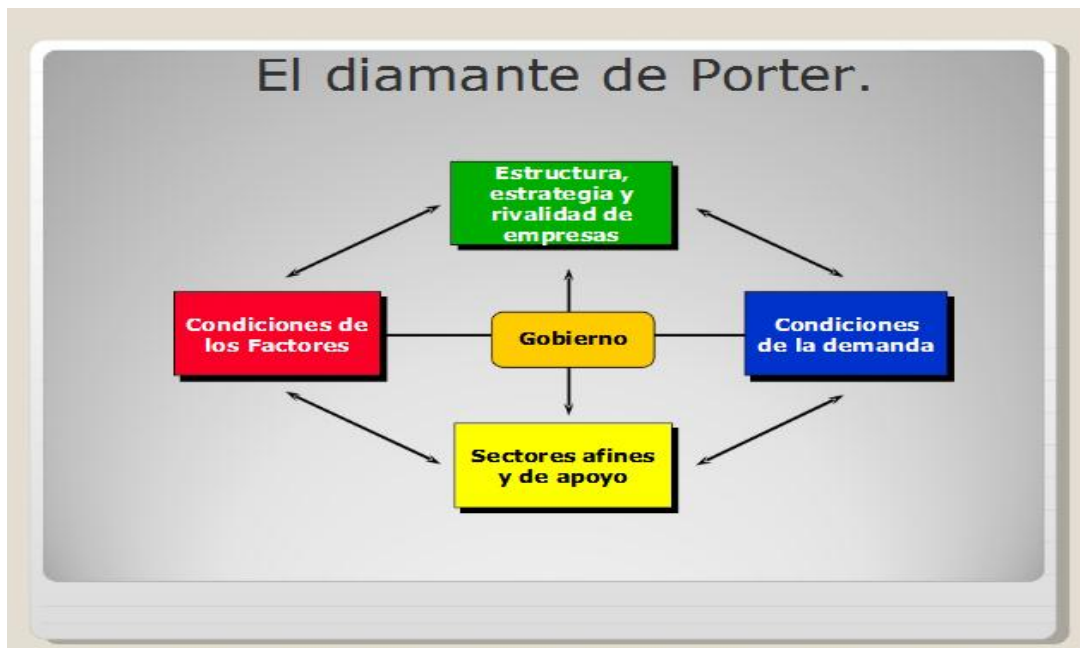 El diamante de Porter.
Estructura,
estrategia y
rivalidad de
empresas
Condiciones de
los Factores
Gobierno
Condiciones
de la demanda
Sectores afines
y de apoyo